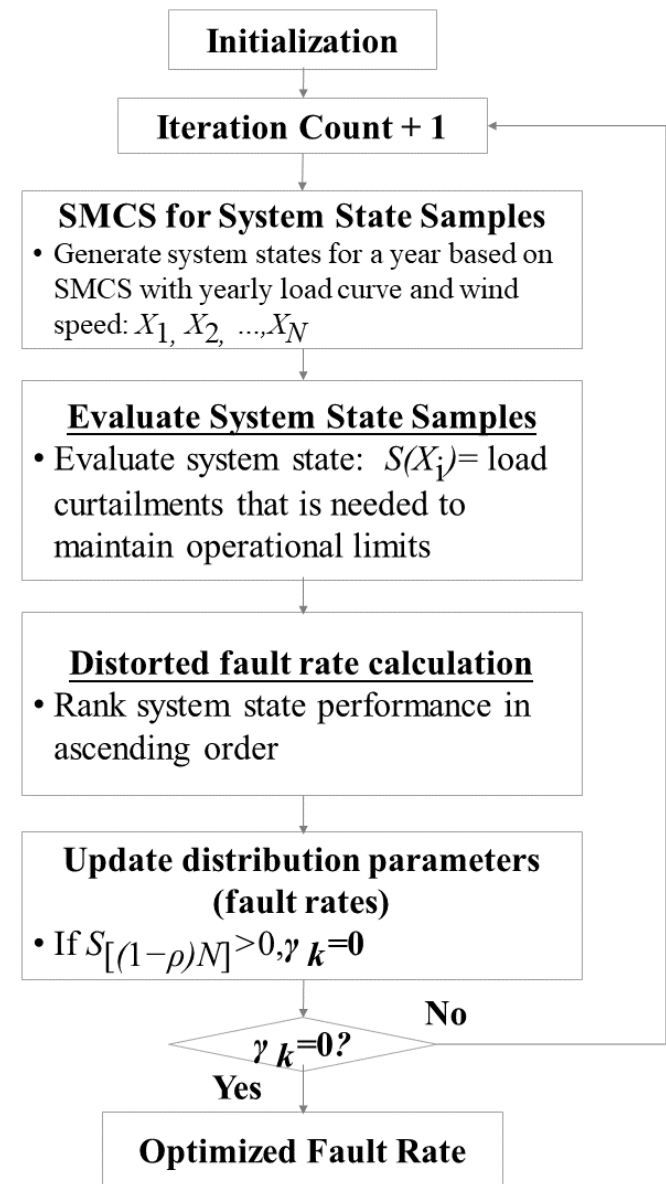 Initialization
Iteration Count + 1
SMCS for System State Samples
• Generate system states for a year based on
SMCS with yearly load curve and wind
speed: X1, X2, ...,XN
Evaluate System State Samples
• Evaluate system state: S(Xi)= load
curtailments that is needed to
maintain operational limits
Distorted fault rate calculation
• Rank system state performance in
ascending order
Update distribution parameters
(fault rates)
• If S[(1−ρ)N]>0,γ k=0
No
γ k=0?
Yes
Optimized Fault Rate